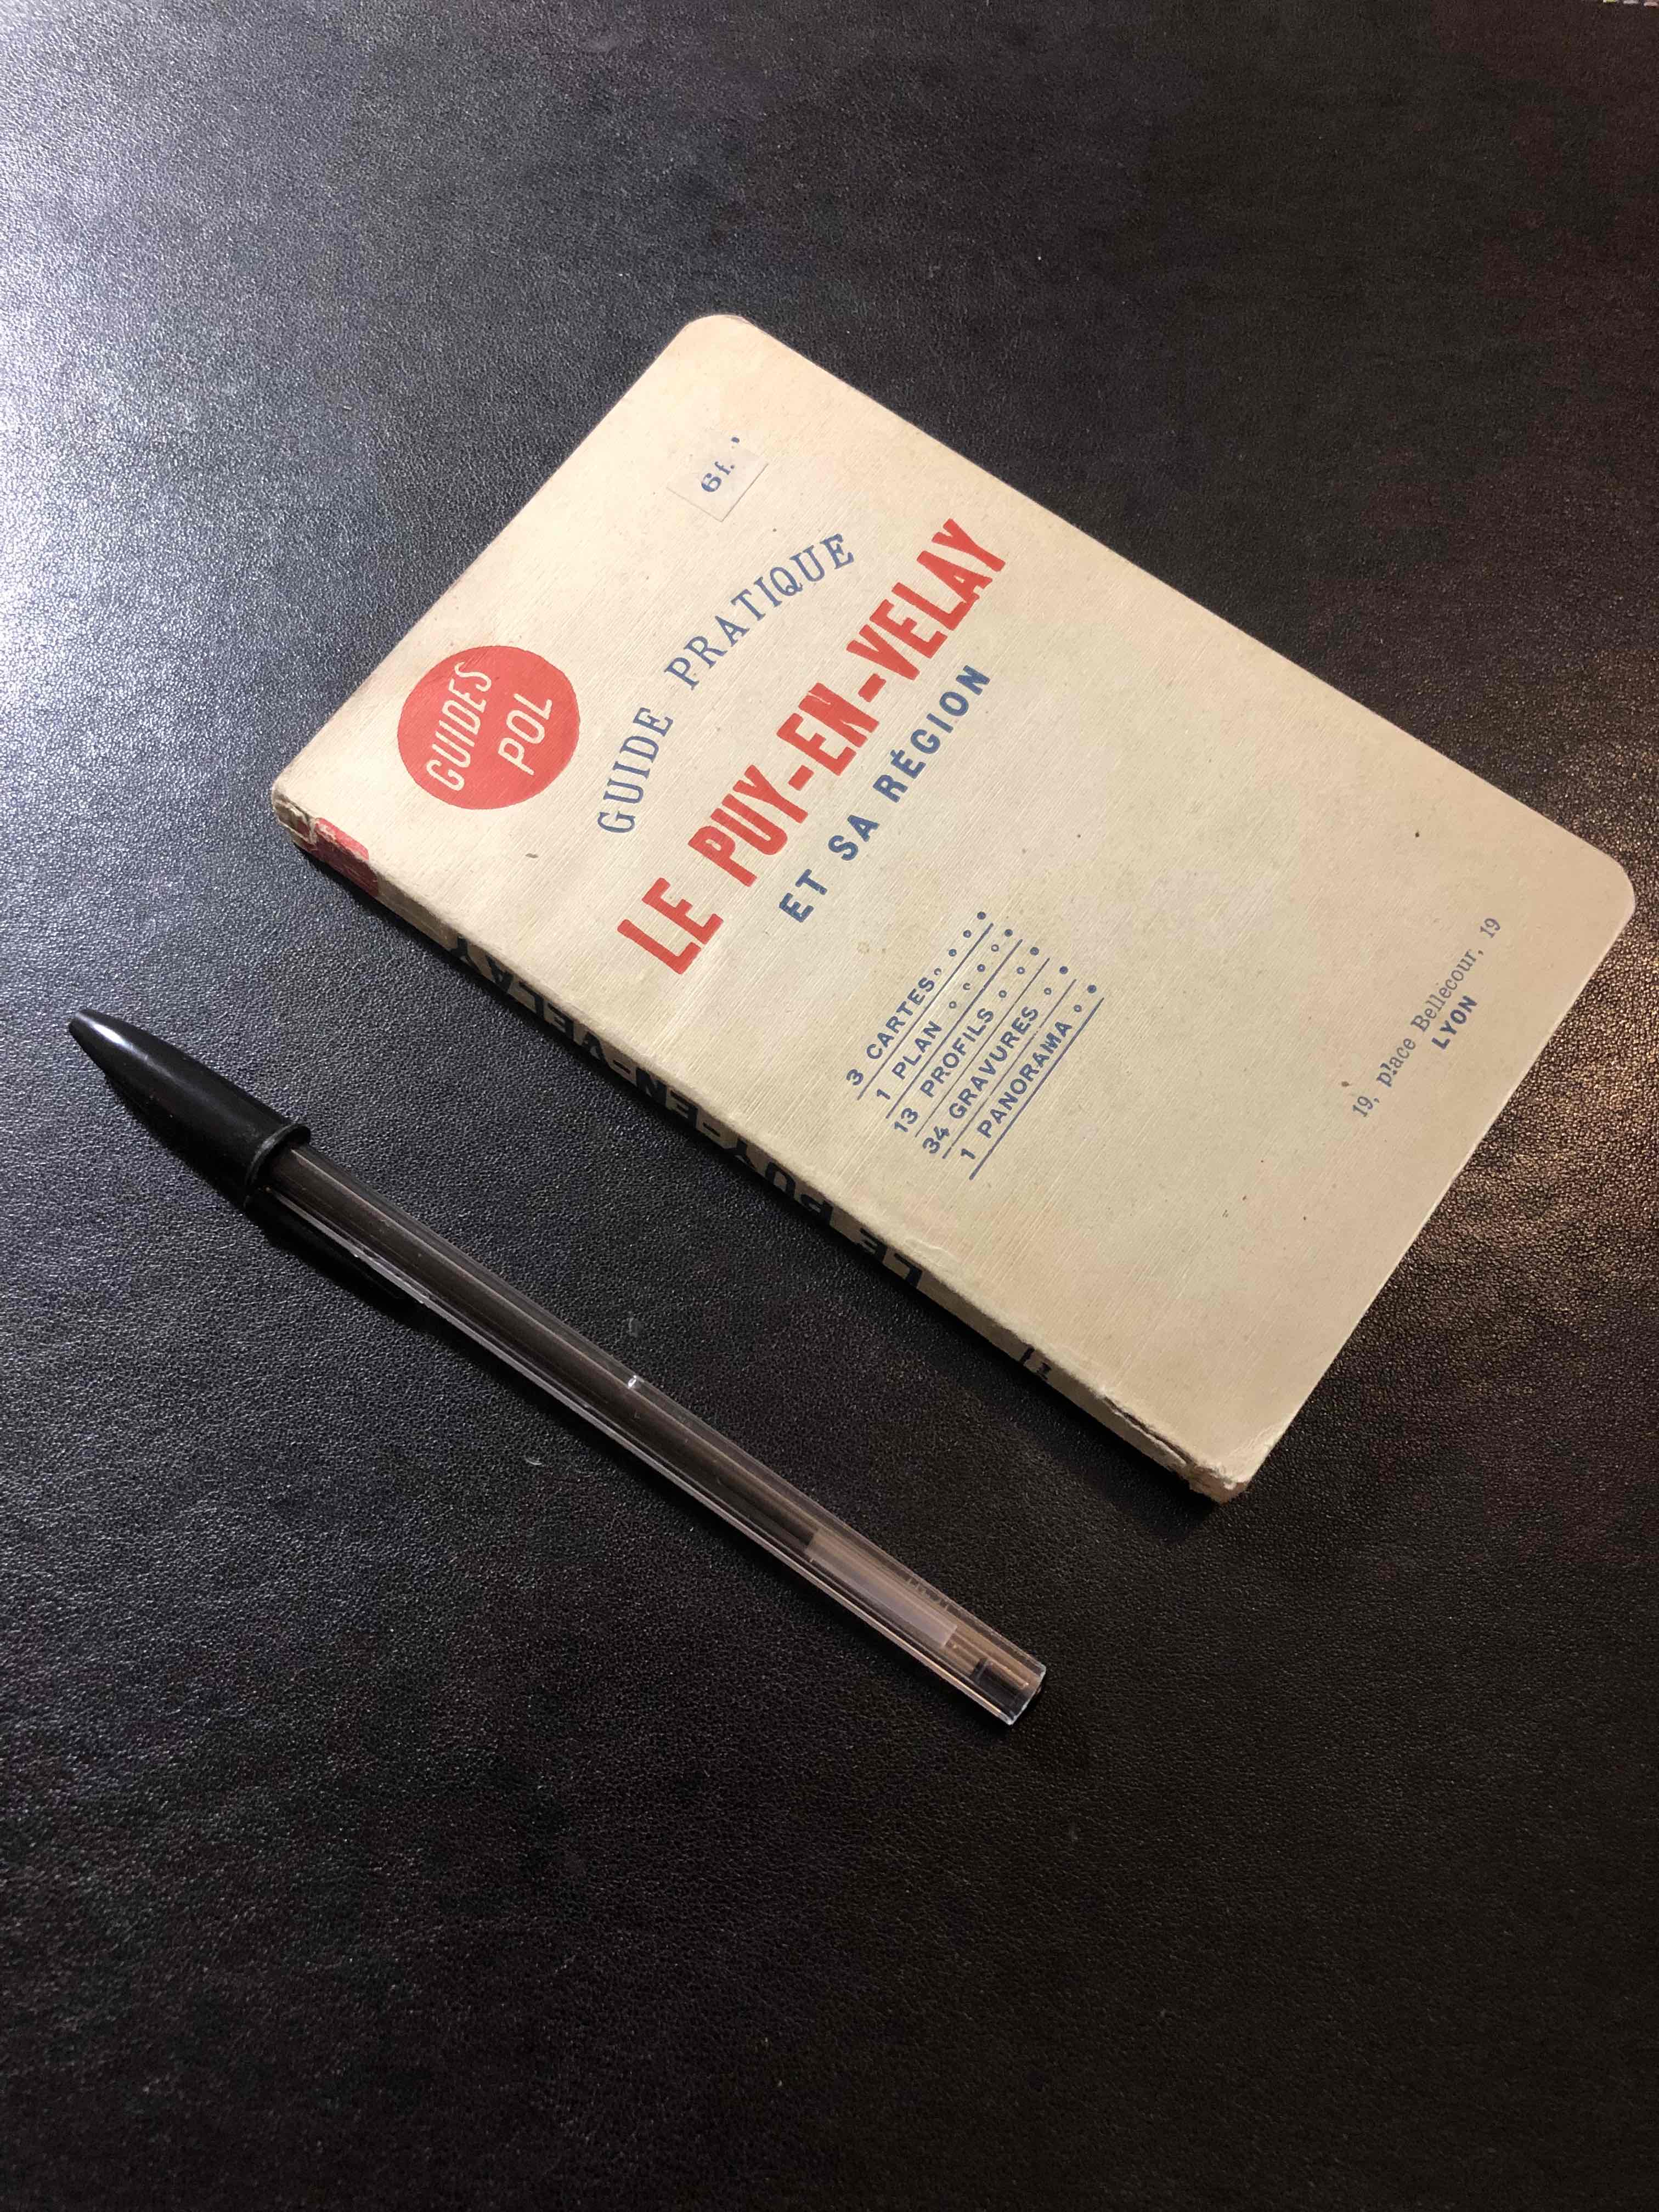 6f.
GUIDES
POL
GUIDE PRATIQUE
LE PUY-EN-VELAY
ET SA RÉGION
3 CARTES
1 PLAN
13 PROFILS
34 GRAVURES
1 PANORAMA
19, place Bellecour, 19
LYON
LE PUY-EN-VELAY